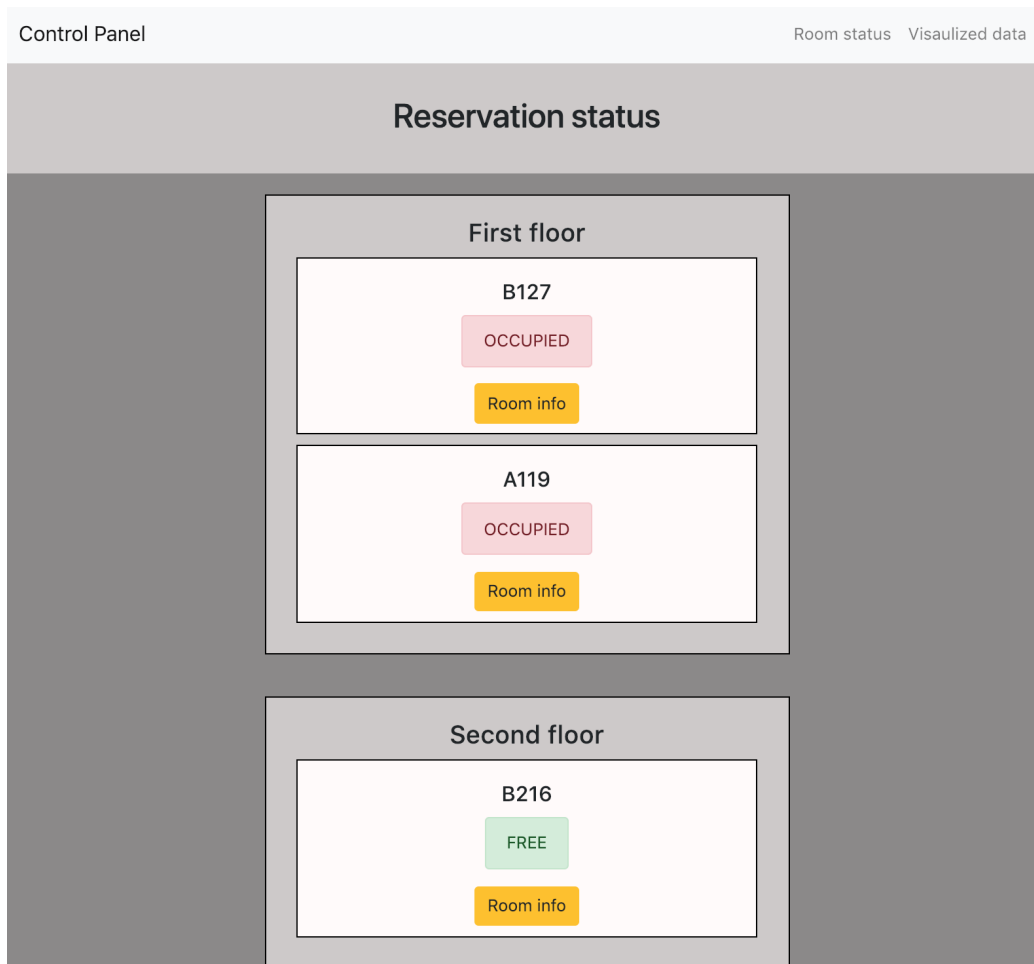 Control Panel Room status Visaulized data
Reservation status
First floor
B127
OCCUPIED
Room info
A119
OCCUPIED
Room info
Second floor
B216
FREE
Room info